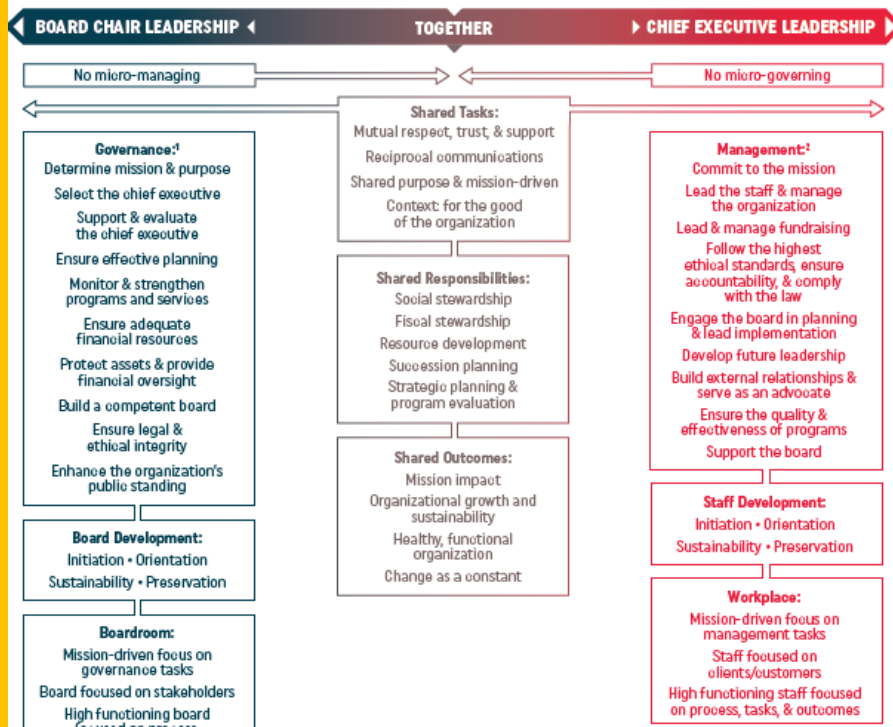 BOARD CHAIR LEADERSHIP
TOGETHER
CHIEF EXECUTIVE LEADERSHIP
No micro-managing
No micro-governing
Governance:¹
Determine mission & purpose
Select the chief executive
Support & evaluate
the chief executive
Ensure effective planning
Monitor & strengthen
programs and services
Ensure adequate
financial resources
Protect assets & provide
financial oversight
Build a competent board
Ensure legal &
ethical integrity
Enhance the organization's
public standing
Board Development:
Initiation • Orientation
Sustainability • Preservation
Boardroom:
Mission-driven focus on
governance tasks
Board focused on stakeholders
High functioning board
Shared Tasks:
Mutual respect, trust, & support
Reciprocal communications
Shared purpose & mission-driven
Context: for the good
of the organization
Shared Responsibilities:
Social stewardship
Fiscal stewardship
Resource development
Succession planning
Strategic planning &
program evaluation
Shared Outcomes:
Mission impact
Organizational growth and
sustainability
Healthy, functional
organization
Change as a constant
Management:²
Commit to the mission
Lead the staff & manage
the organization
Lead & manage fundraising
Follow the highest
ethical standards, ensure
accountability, & comply
with the law
Engage the board in planning
& lead implementation
Develop future leadership
Build external relationships &
serve as an advocate
Ensure the quality &
effectiveness of programs
Support the board
Staff Development:
Initiation • Orientation
Sustainability • Preservation
Workplace:
Mission-driven focus on
management tasks
Staff focused on
clients/customers
High functioning staff focused
on process, tasks, & outcomes